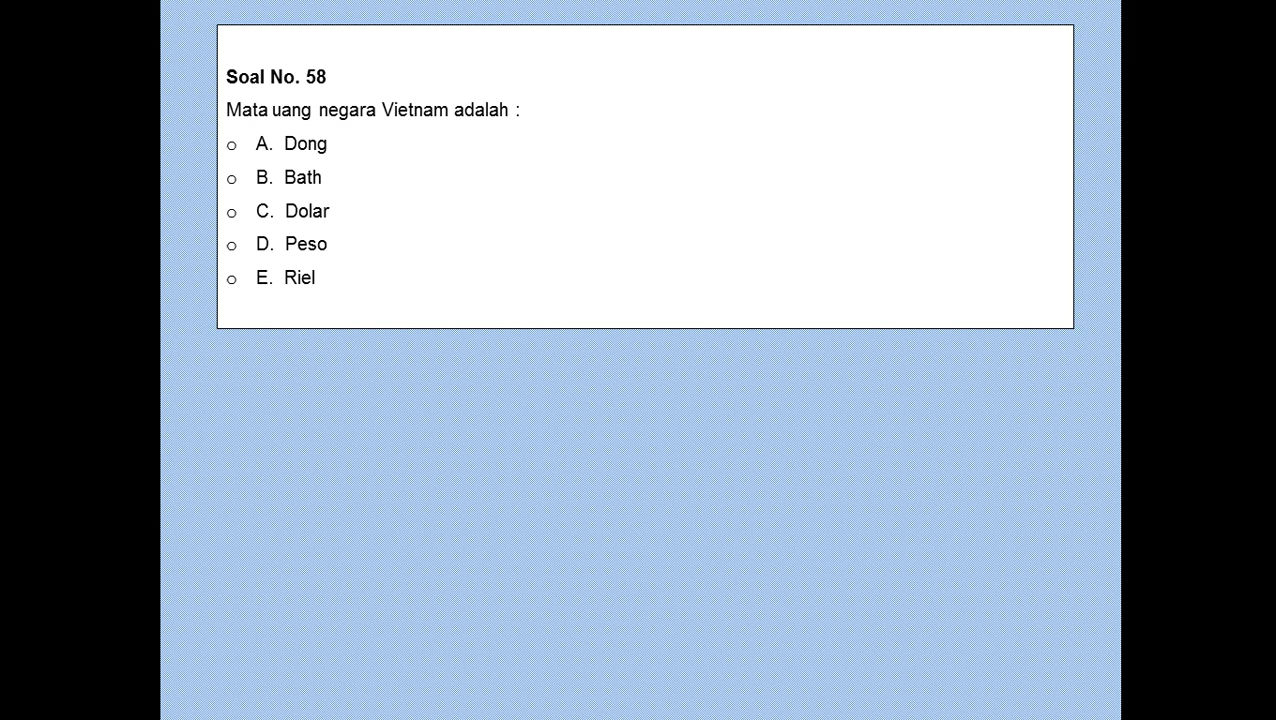 Soal No. 58
Mata uang negara Vietnam adalah :
o A. Dong
o B. Bath
o C. Dolar
o D. Peso
o E. Riel